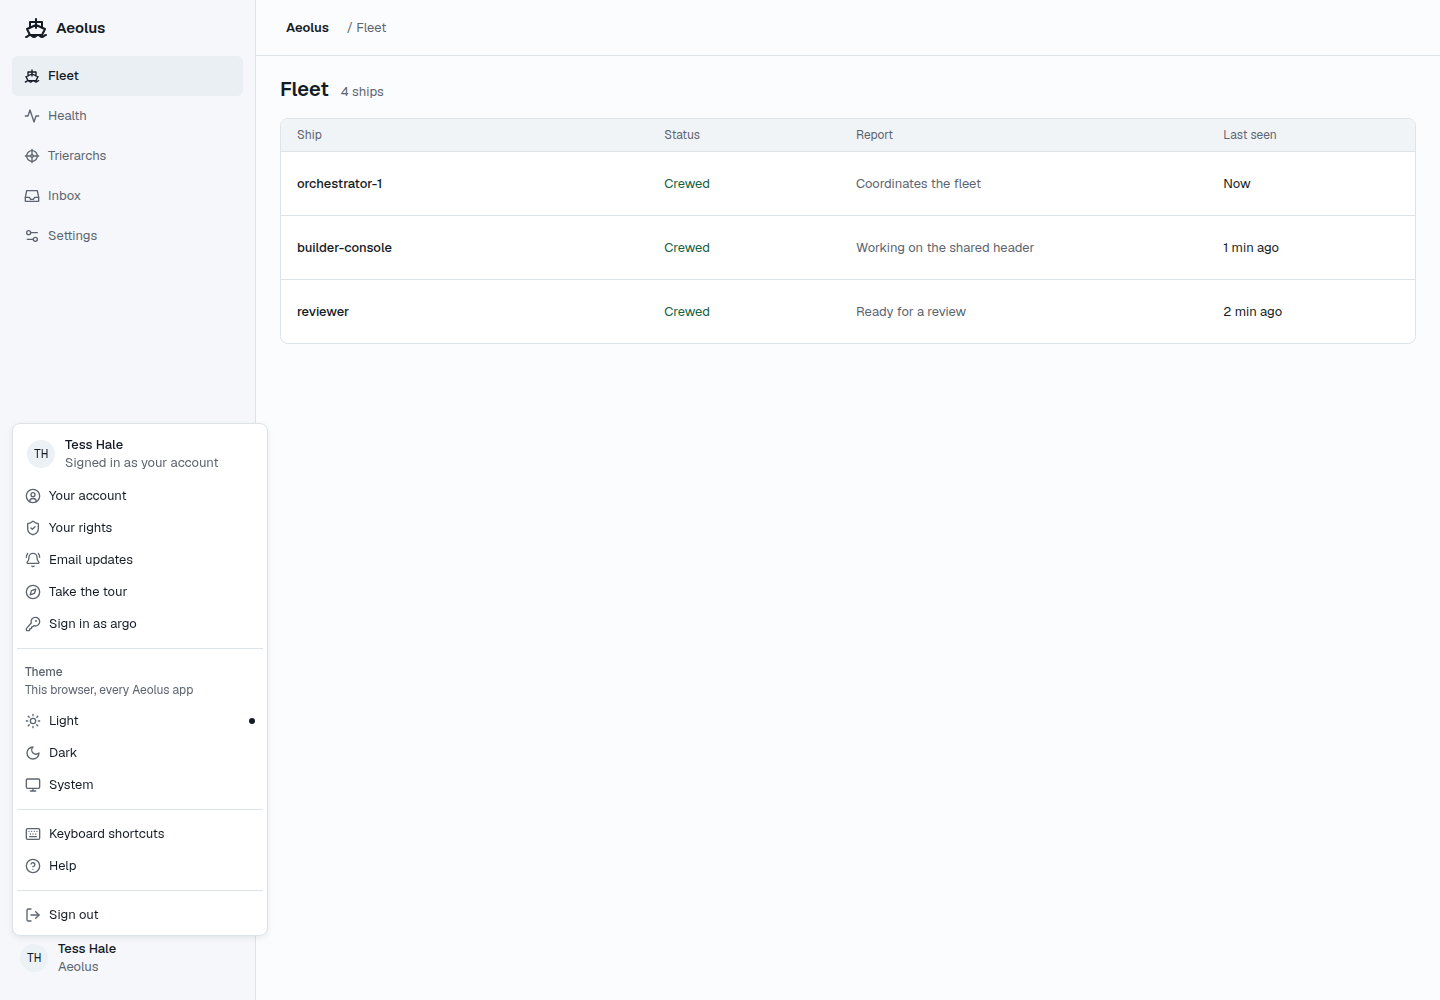 Aeolus
Fleet
Health
Trierarchs
Inbox
Settings
Aeolus / Fleet
Fleet 4 ships
Ship Status Report Last seen
orchestrator-1 Crewed Coordinates the fleet Now
builder-console Crewed Working on the shared header 1 min ago
reviewer Crewed Ready for a review 2 min ago
TH Tess Hale
Signed in as your account
Your account
Your rights
Email updates
Take the tour
Sign in as argo
Theme
This browser, every Aeolus app
Light
Dark
System
Keyboard shortcuts
Help
Sign out
TH Tess Hale
Aeolus